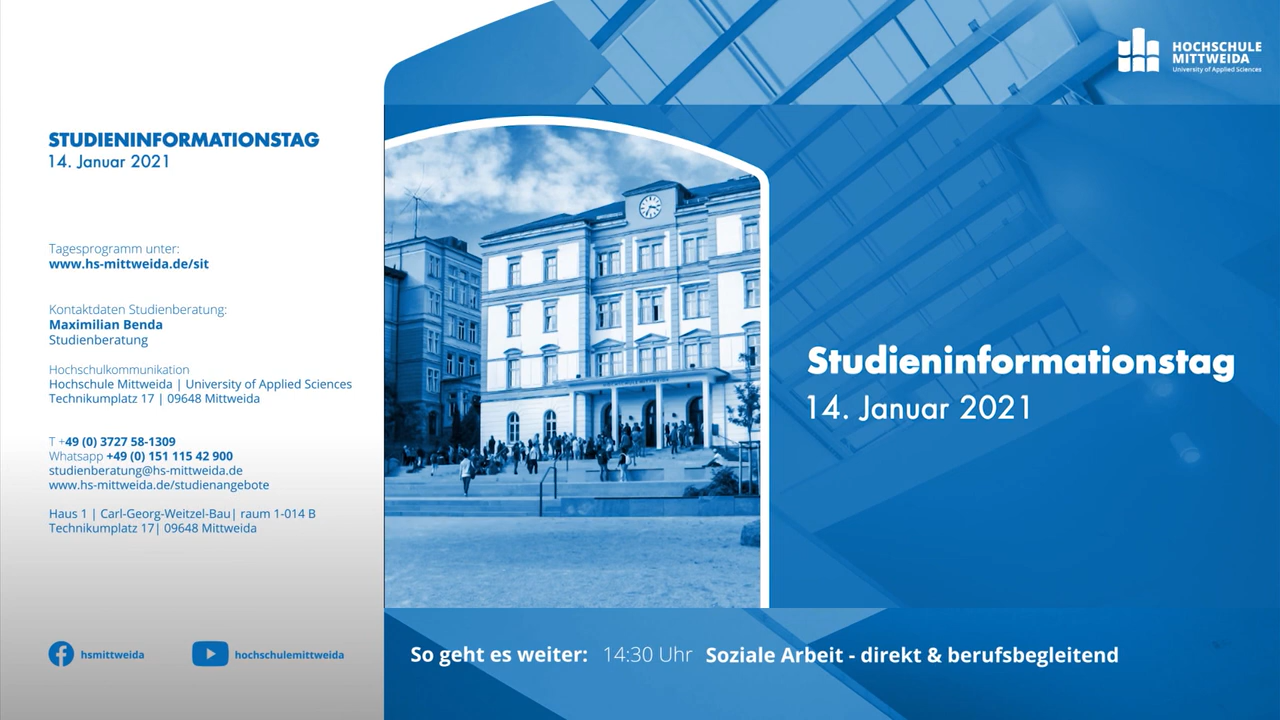 STUDIENINFORMATIONSTAG
14. Januar 2021
Tagesprogramm unter:
www.hs-mittweida.de/sit
Kontaktdaten Studienberatung:
Maximilian Benda
Studienberatung
Hochschulkommunikation
Hochschule Mittweida | University of Applied Sciences
Technikumplatz 17 | 09648 Mittweida
T +49 (0) 3727 58-1309
Whatsapp +49 (0) 151 115 42 900
studienberatung@hs-mittweida.de
www.hs-mittweida.de/studienangebote
Haus 1 | Carl-Georg-Weitzel-Bau| raum 1-014 B
Technikumplatz 17| 09648 Mittweida
hsmittweida
hochschulemittweida
HOCHSCHULE
MITTWEIDA
University of Applied Sciences
Studieninformationstag
14. Januar 2021
So geht es weiter: 14:30 Uhr Soziale Arbeit - direkt & berufsbegleitend